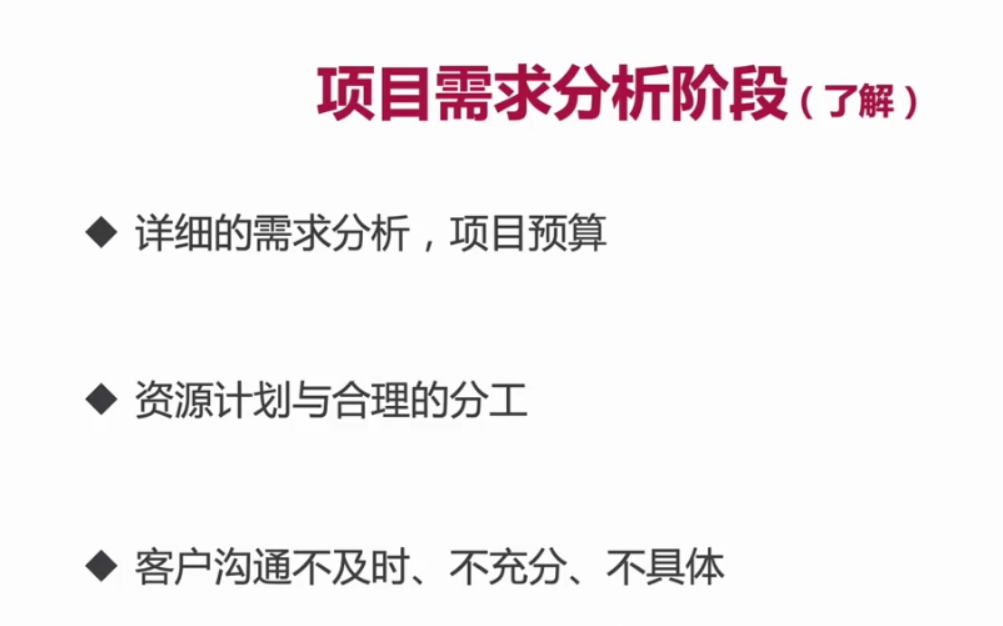 项目需求分析阶段（了解）
◆ 详细的需求分析，项目预算
◆ 资源计划与合理的分工
◆ 客户沟通不及时、不充分、不具体